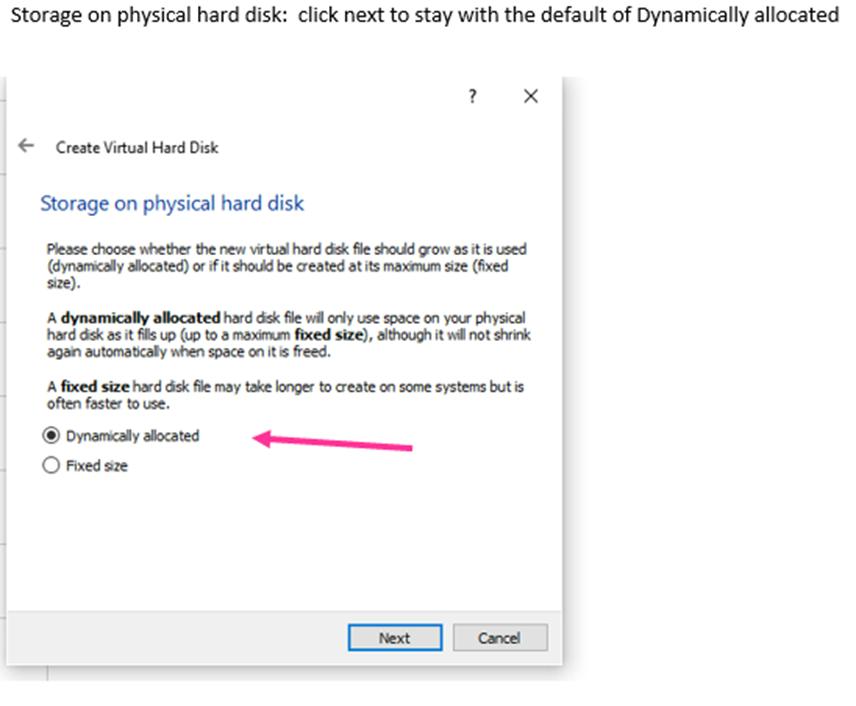 Storage on physical hard disk:  click next to stay with the default of Dynamically allocated
?
Create Virtual Hard Disk
Storage on physical hard disk
Please choose whether the new virtual hard disk file should grow as it is used
(dynamically allocated) or if it should be created at its maximum size (fixed
size).
A dynamically allocated hard disk file will only use space on your physical
hard disk as it fills up (up to a maximum fixed size), although it will not shrink
again automatically when space on it is freed.
A fixed size hard disk file may take longer to create on some systems but is
often faster to use.
Dynamically allocated
Fixed size
Next Cancel